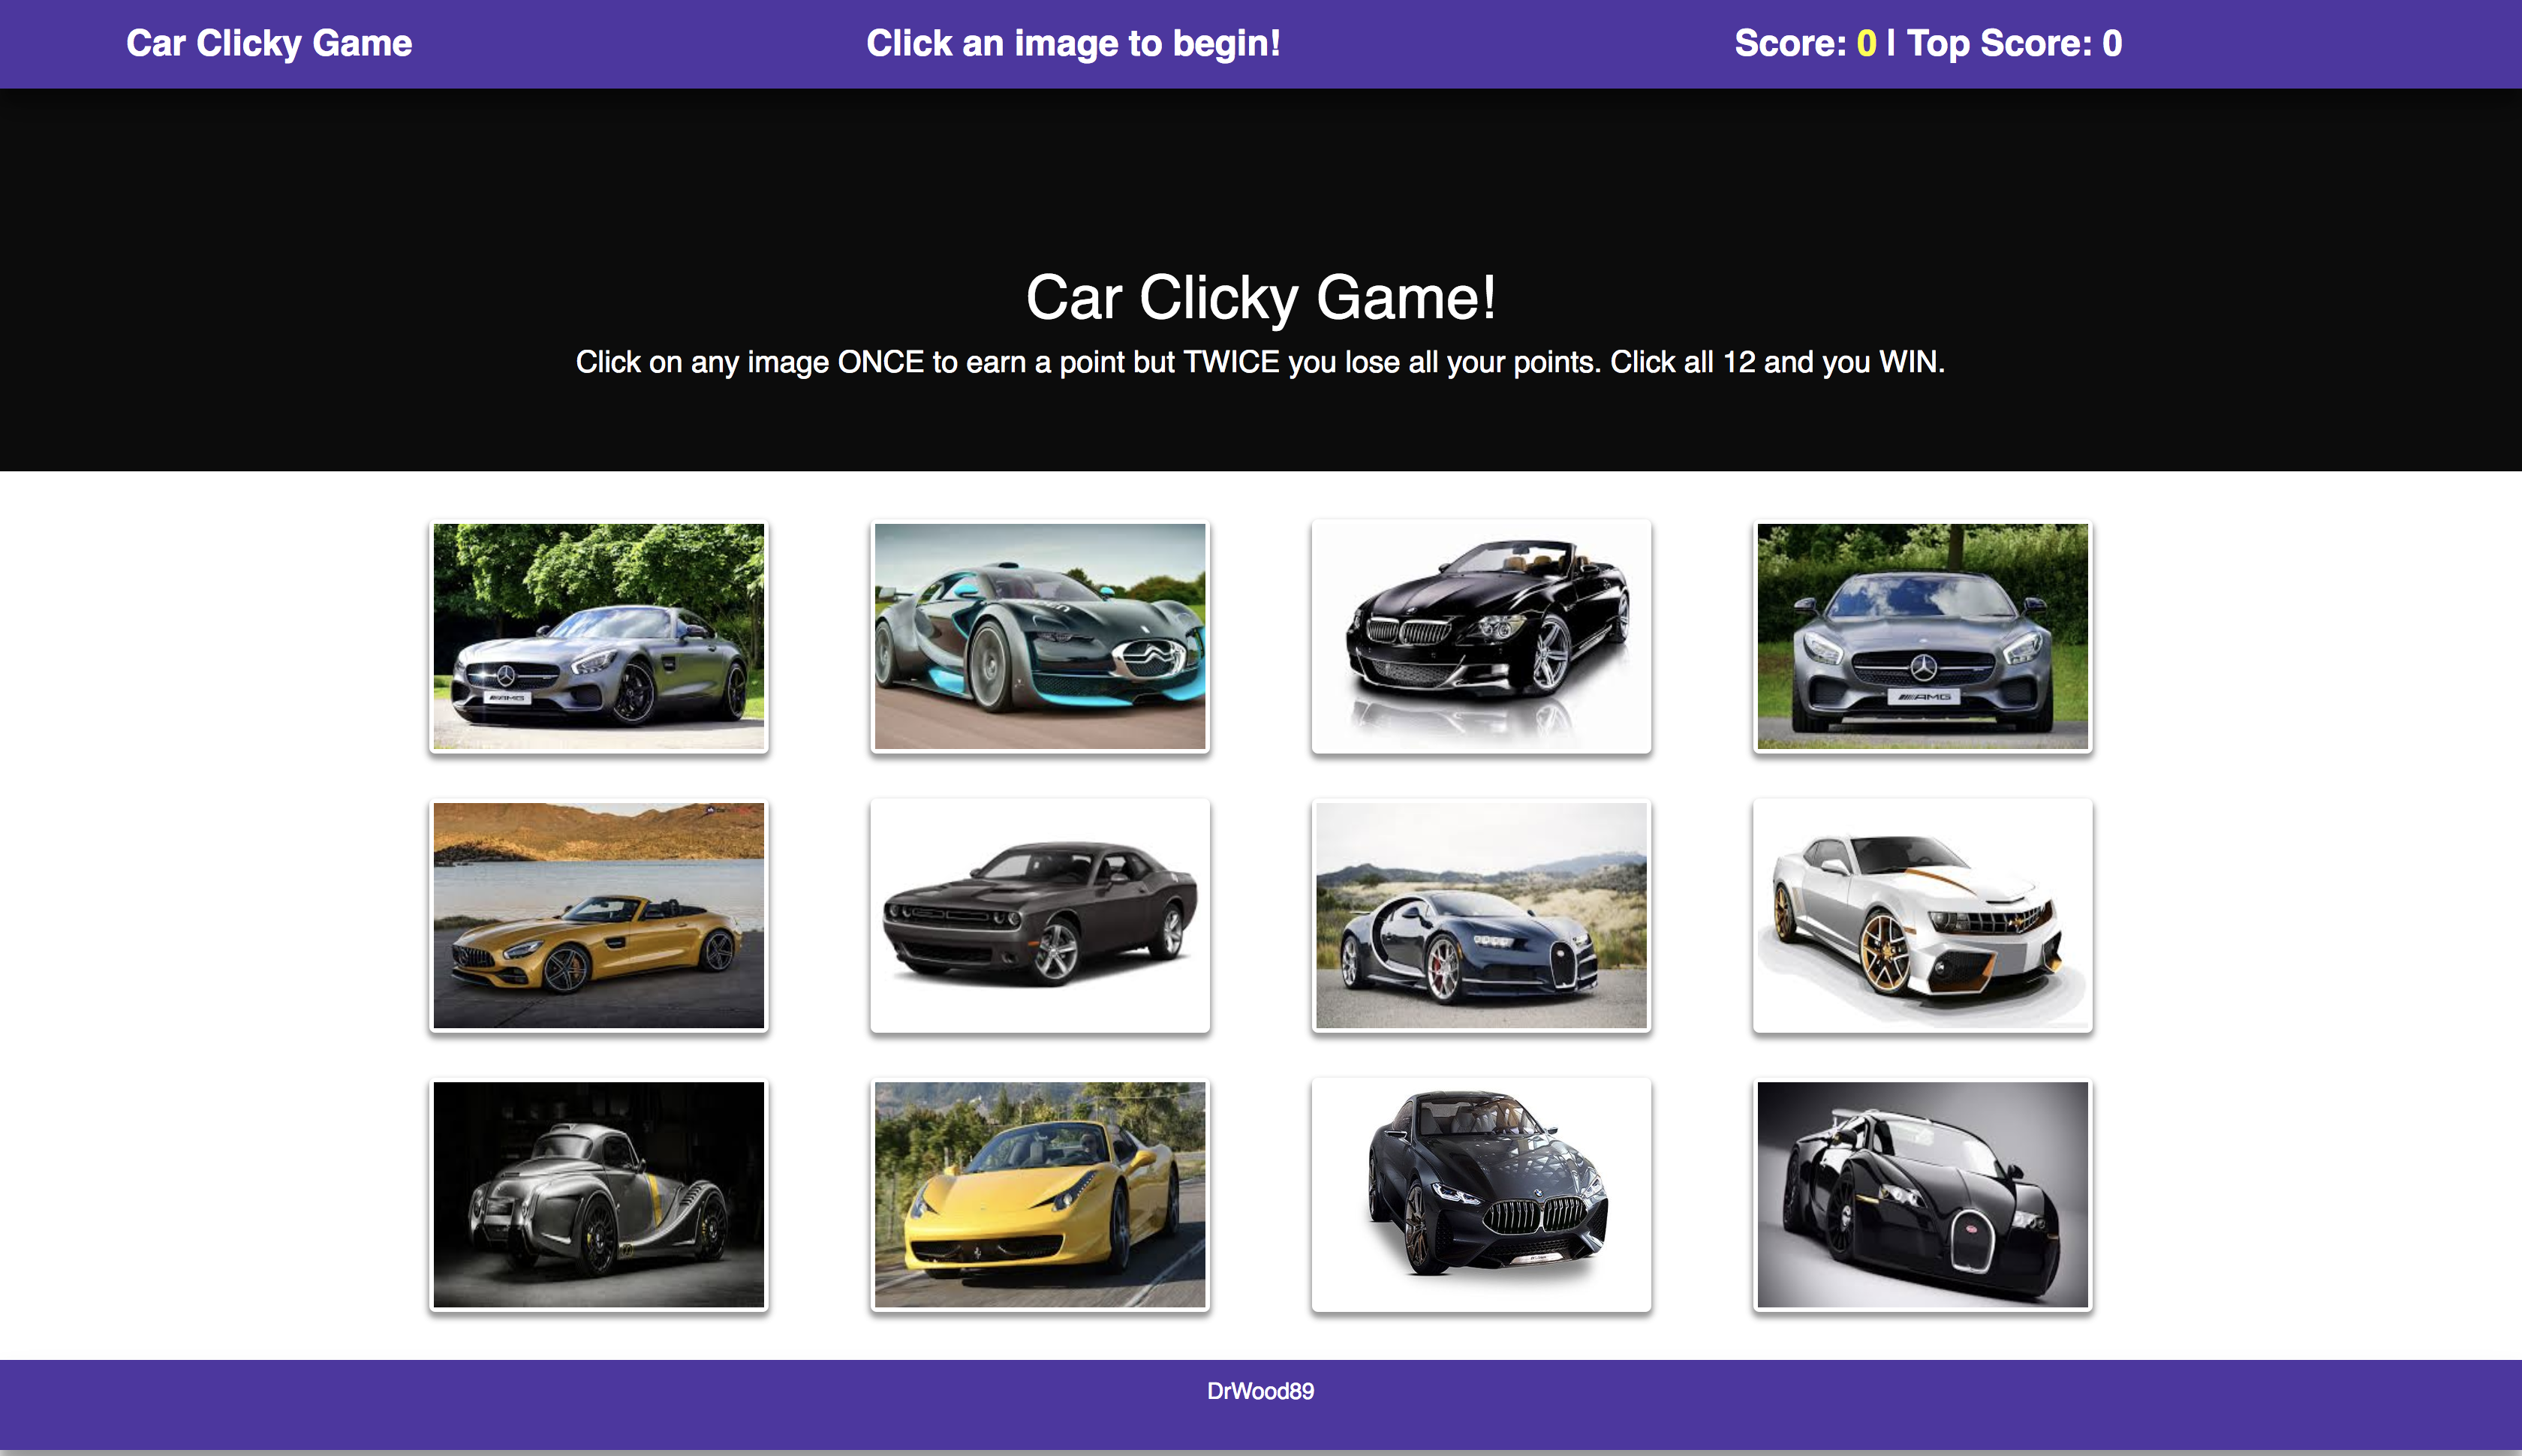 Car Clicky Game
Click an image to begin!
Score: 0 | Top Score: 0
Car Clicky Game!
Click on any image ONCE to earn a point but TWICE you lose all your points. Click all 12 and you WIN.
AMG
AMG
DrWood89